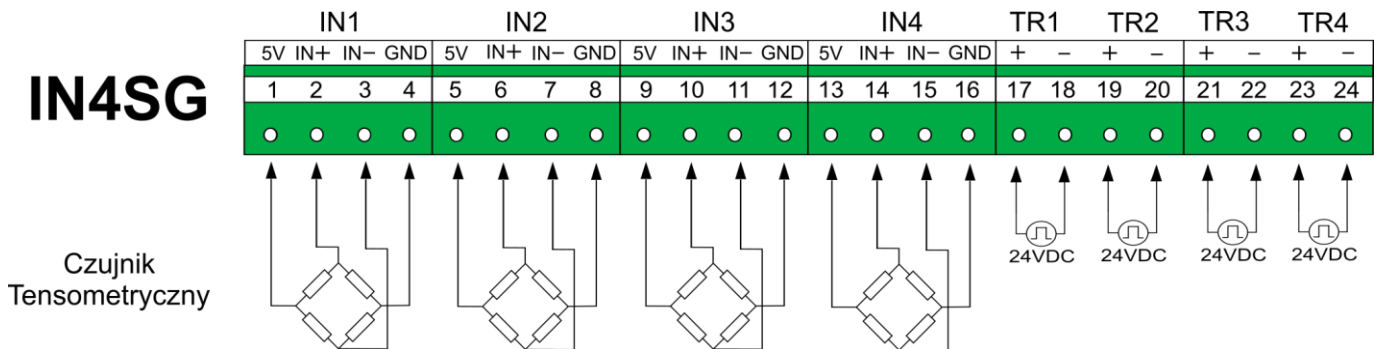 IN1 IN2 IN3 IN4 TR1 TR2 TR3 TR4
5V IN+ IN− GND 5V IN+ IN− GND 5V IN+ IN− GND 5V IN+ IN− GND + − + − + − + −
IN4SG
1 2 3 4 5 6 7 8 9 10 11 12 13 14 15 16 17 18 19 20 21 22 23 24
24VDC 24VDC 24VDC 24VDC
Czujnik
Tensometryczny